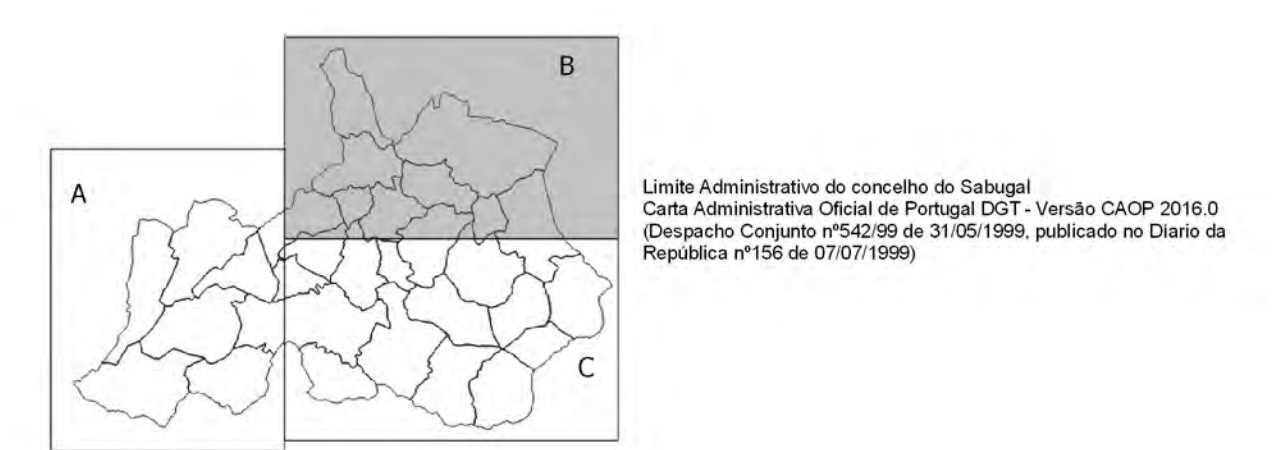 B
A
Limite Administrativo do concelho do Sabugal
Carta Administrativa Oficial de Portugal DGT - Versão CAOP 2016.0
(Despacho Conjunto nº542/99 de 31/05/1999, publicado no Diario da
República nº156 de 07/07/1999)
C